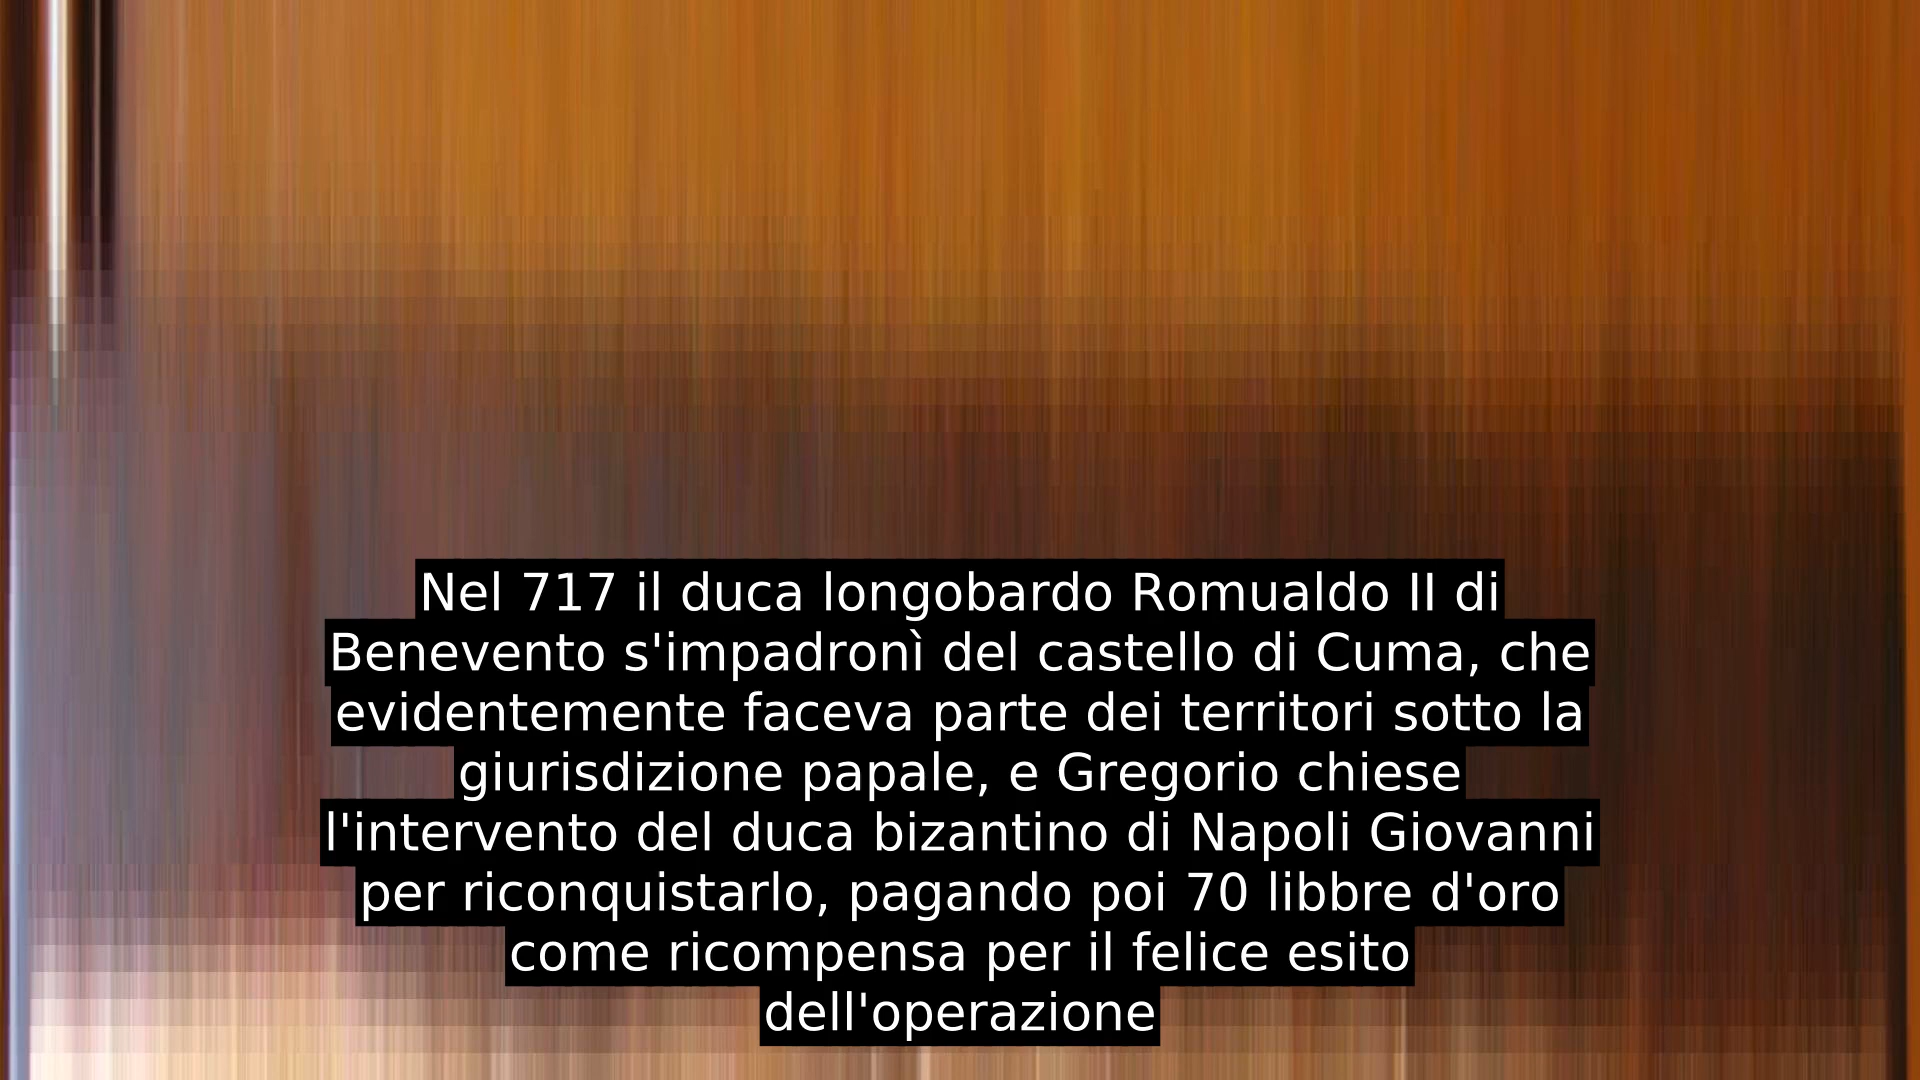 Nel 717 il duca longobardo Romualdo II di
Benevento s'impadronì del castello di Cuma, che
evidentemente faceva parte dei territori sotto la
giurisdizione papale, e Gregorio chiese
l'intervento del duca bizantino di Napoli Giovanni
per riconquistarlo, pagando poi 70 libbre d'oro
come ricompensa per il felice esito
dell'operazione